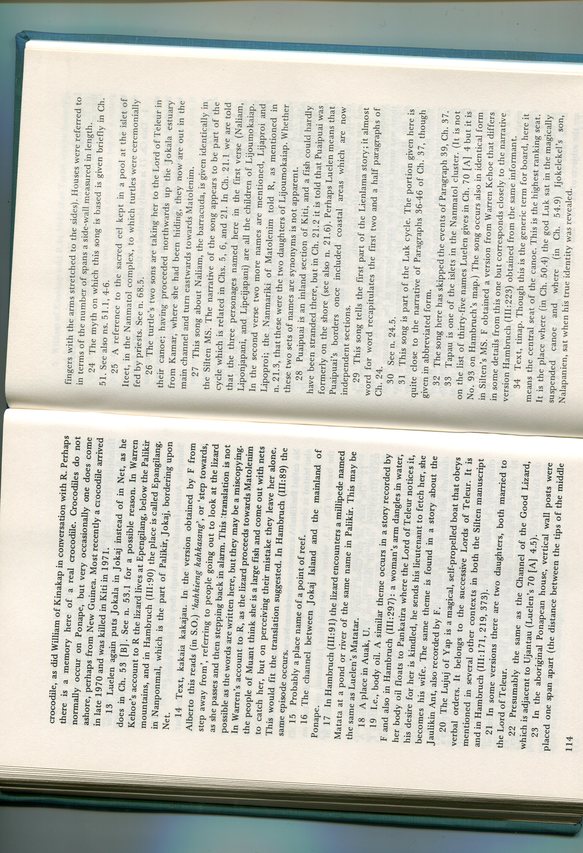 crocodile, as did William of Kinakap in conversation with R. Perhaps
there is a memory here of a real crocodile. Crocodiles do not
normally occur on Ponape, but very occasionally one does come
ashore, perhaps from New Guinea. Most recently a crocodile arrived
in late 1970 and was killed in Kiti in 1971.
13 Luelen again puts Jokala in Jokaj instead of in Net, as he
does in Ch. 53 [B]. See n. 53.1 for a possible reason. In Warren
Kehoe's account to R the lizard lives at Epengilang, below the Palikir
mountains, and in Hambruch (III:90) the place is called Epangilang.
in Nanponmal, which is the part of Palikir, Jokaj, bordering upon
Net.
14 Text, kakaia kakajau. In the version obtained by F from
Alberto this reads (in S.O.) 'kahkieng kahkasang', or 'step towards,
step away from', referring to people going out to look at the lizard
as she passes and then stepping back in alarm. This translation is not
possible as the words are written here, but they may be a miscopying.
In Warren's account to R, as the lizard proceeds towards Matolenim
the people of Muant think she is a large fish and come out with nets
to catch her, but on perceiving their mistake they leave her alone.
This would fit the translation suggested. In Hambruch (III:89) the
same episode occurs.
15 Probably a place name of a point of reef.
16 The channel between Jokaj Island and the mainland of
Ponape.
17 In Hambruch (III:91) the lizard encounters a millipede named
Matata at a pond or river of the same name in Palikir. This may be
the same as Luelen's Matatar.
18 A place in Auak, U.
19 I.e., body oil. A similar theme occurs in a story recorded by
F and also in Hambruch (III:297): a woman's arm dangles in water,
her body oil floats to Pankatira where the Lord of Teleur notices it,
his desire for her is kindled, he sends his lieutenant to fetch her, she
becomes his wife. The same theme is found in a story about the
Jaulikin Ant, also recorded by F.
20 The Lujuj of Yap is a magical, self-propelled boat that obeys
verbal orders. It belongs to the successive Lords of Teleur. It is
mentioned in several other contexts in both the Silten manuscript
and in Hambruch (III:171, 219, 373).
21 In some versions there are two daughters, both married to
the Lord of Teleur.
22 Presumably the same as the Channel of the Good Lizard,
which is adjacent to Ujantau (Luelen's 70 [A] 4.5).
23 In the aboriginal Ponapean house, vertical wall posts were
placed one span apart (the distance between the tips of the middle
114
fingers with the arms stretched to the sides). Houses were referred to
in terms of the number of spans a side-wall measured in length.
24 The myth on which this song is based is given briefly in Ch.
51. See also ns. 51.1, 4-6.
25 A reference to the sacred eel kept in a pool at the islet of
Iteet, in the Nanmatol complex, to which turtles were ceremonially
fed by priests. See n. 68.5.
26 The turtle's two sons are taking her to the Lord of Teleur in
their canoe; having proceeded northwards up the Jokala estuary
from Kamar, where she had been hiding, they now are out in the
main channel and turn eastwards towards Matolenim.
27 This song about Naliam, the barracuda, is given identically in
the Silten MS. The narrative of the song appears to be part of the
cycle which is related in Chs. 5, 6, and 21. In Ch. 21.1 we are told
that the three personages named here in the first verse (Naliam,
Liponjapani, and Lipeijapani) are all the children of Lijoumokaiap.
In the second verse two more names are mentioned, Lijaproi and
Lipoproi; the Nanmariki of Matolenim told R, as mentioned in
n. 21.3, that these were the two daughters of Lijoumokaiap. Whether
these two sets of names are synonyms is not apparent.
28 Puaipuai is an inland section of Kiti, and a fish could hardly
have been stranded there, but in Ch. 21.2 it is told that Puaipuai was
formerly on the shore (see also n. 21.6). Perhaps Luelen means that
Puaipuai's borders once included coastal areas which are now
independent sections.
29 This song tells the first part of the Lienlama story; it almost
word for word recapitulates the first two and a half paragraphs of
Ch. 24.
30 See n. 24.5.
31 This song is part of the Luk cycle. The portion given here is
quite close to the narrative of Paragraphs 36-46 of Ch. 37, though
given in abbreviated form.
32 The song here has skipped the events of Paragraph 39, Ch. 37.
33 Tapau is one of the islets in the Nanmatol cluster. (It is not
on the list of thirty-five names Luelen gives in Ch. 70 [A] 4 but it is
No. 93 on Hambruch's map.) The song occurs also in identical form
in Silten's MS. F obtained a version from Warren Kehoe that differs
in some details from this one but corresponds closely to the narrative
version Hambruch (III:223) obtained from the same informant.
34 Text, tinap. Though this is the generic term for board, here it
means the central seat of the canoe. This is the highest ranking seat.
It is the place where (in Ch. 50.4) the god Luk sat in the magically
suspended canoe and where (in Ch. 54.9) Ijokelekel's son,
Nalapanien, sat when his true identity was revealed.